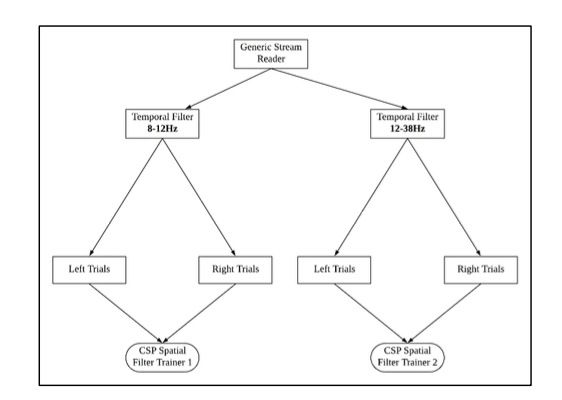 Generic Stream
Reader
Temporal Filter
8-12Hz
Temporal Filter
12-38Hz
Left Trials
Right Trials
Left Trials
Right Trials
CSP Spatial
Filter Trainer 1
CSP Spatial
Filter Trainer 2